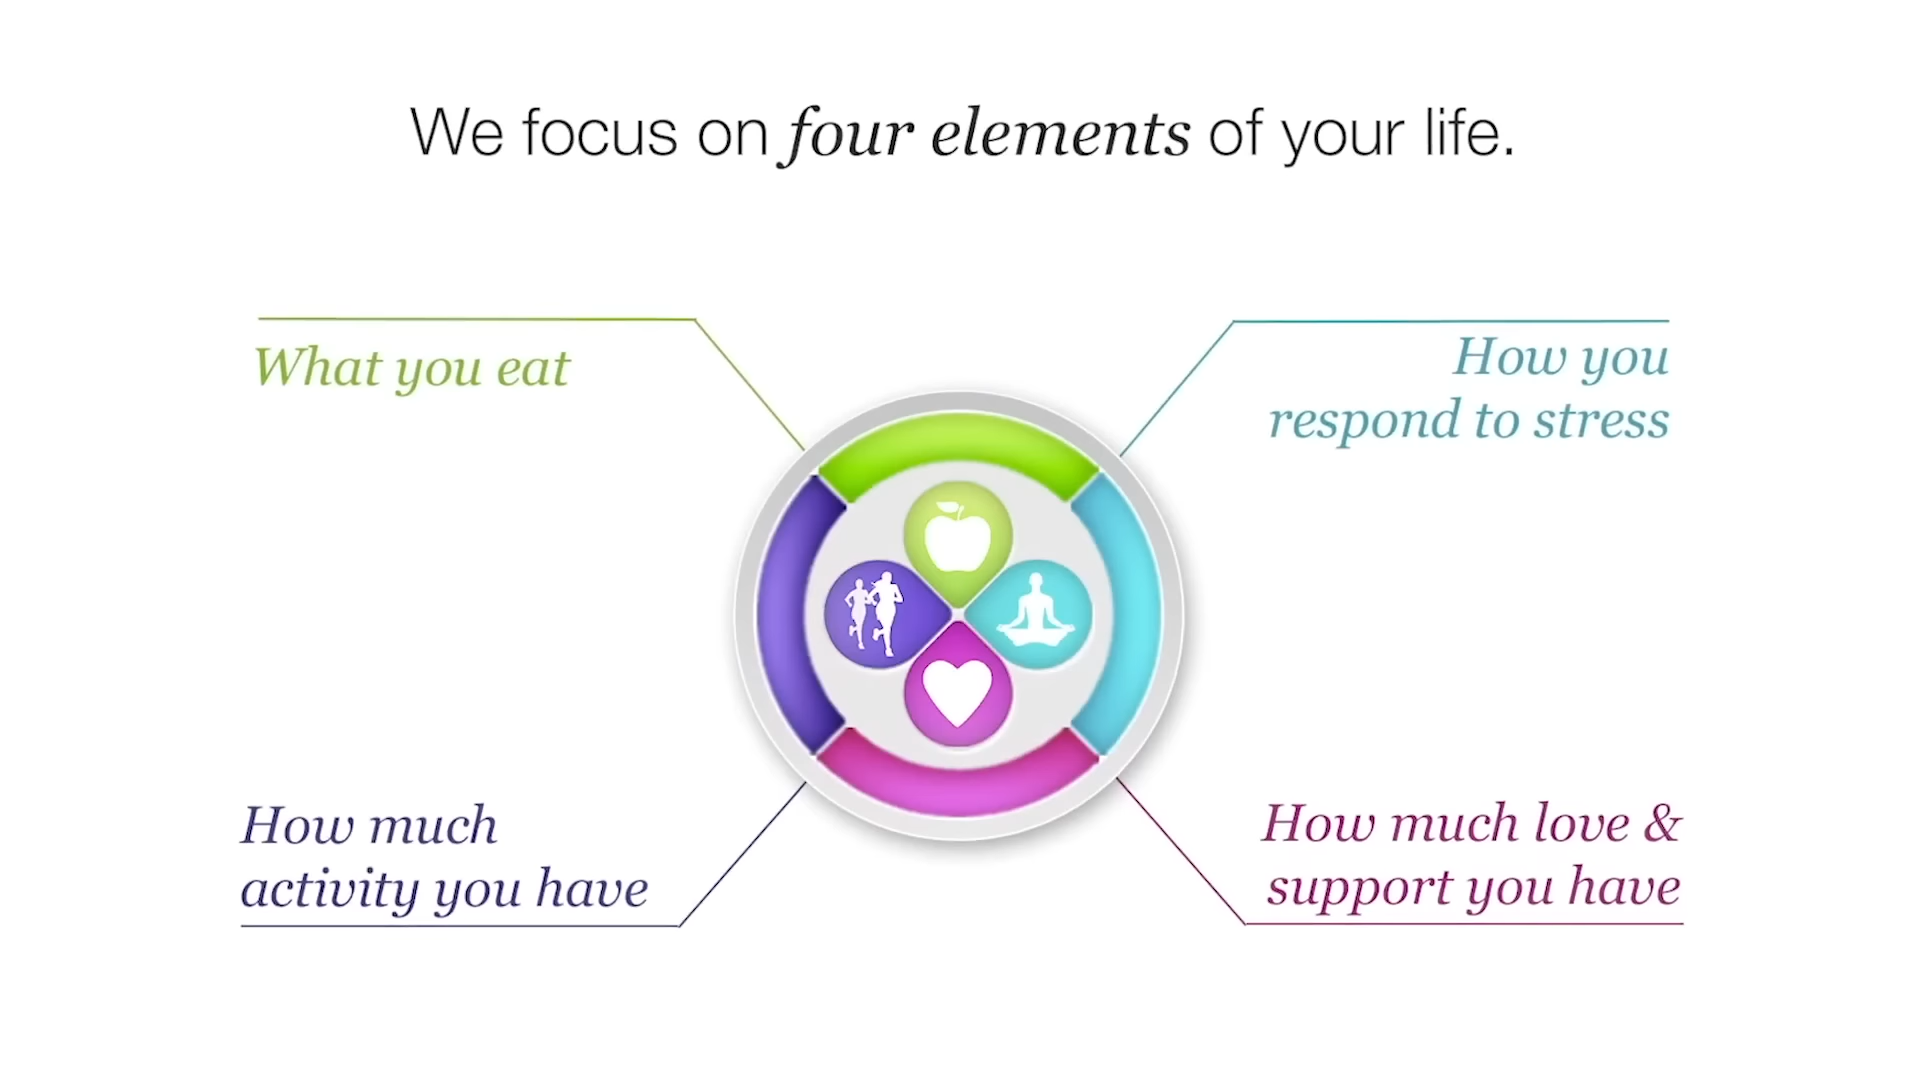 We focus on four elements of your life.
What you eat
How you
respond to stress
How much
activity you have
How much love &
support you have